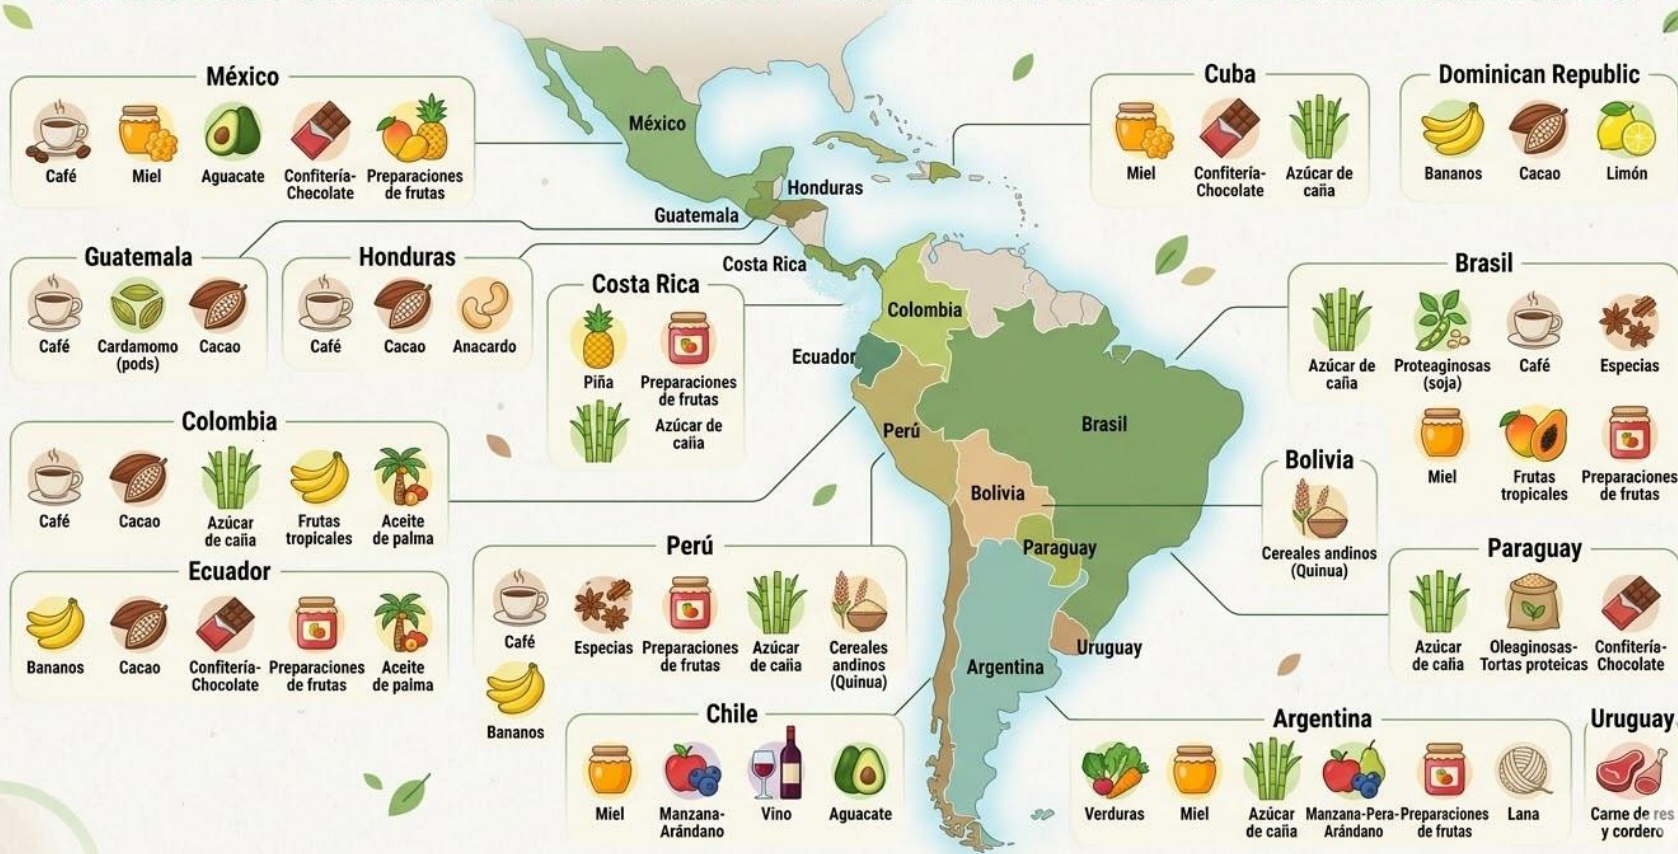 México
Café
Miel
Aguacate
Confitería-
Checolate
Preparaciones
de frutas
Cuba
Miel
Confitería-
Chocolate
Azúcar de
caña
Dominican Republic
Bananos
Cacao
Limón
México
Honduras
Guatemala
Costa Rica
Colombia
Ecuador
Perú
Brasil
Bolivia
Paraguay
Uruguay
Argentina
Guatemala
Café
Cardamomo
(pods)
Cacao
Honduras
Café
Cacao
Anacardo
Costa Rica
Piña
Preparaciones
de frutas
Azúcar de
caña
Brasil
Azúcar de
caña
Proteaginosas
(soja)
Café
Especias
Miel
Frutas
tropicales
Preparaciones
de frutas
Colombia
Café
Cacao
Azúcar
de caña
Frutas
tropicales
Aceite
de palma
Bolivia
Cereales andinos
(Quinua)
Ecuador
Bananos
Cacao
Confitería-
Chocolate
Preparaciones
de frutas
Aceite
de palma
Perú
Café
Especias
Preparaciones
de frutas
Azúcar
de caña
Cereales
andinos
(Quinua)
Bananos
Paraguay
Azúcar
de caña
Oleaginosas-
Tortas proteicas
Confitería-
Chocolate
Chile
Miel
Manzana-
Arándano
Vino
Aguacate
Argentina
Verduras
Miel
Azúcar
de caña
Manzana-Pera-
Arándano
Preparaciones
de frutas
Lana
Uruguay
Carne de res
y cordero